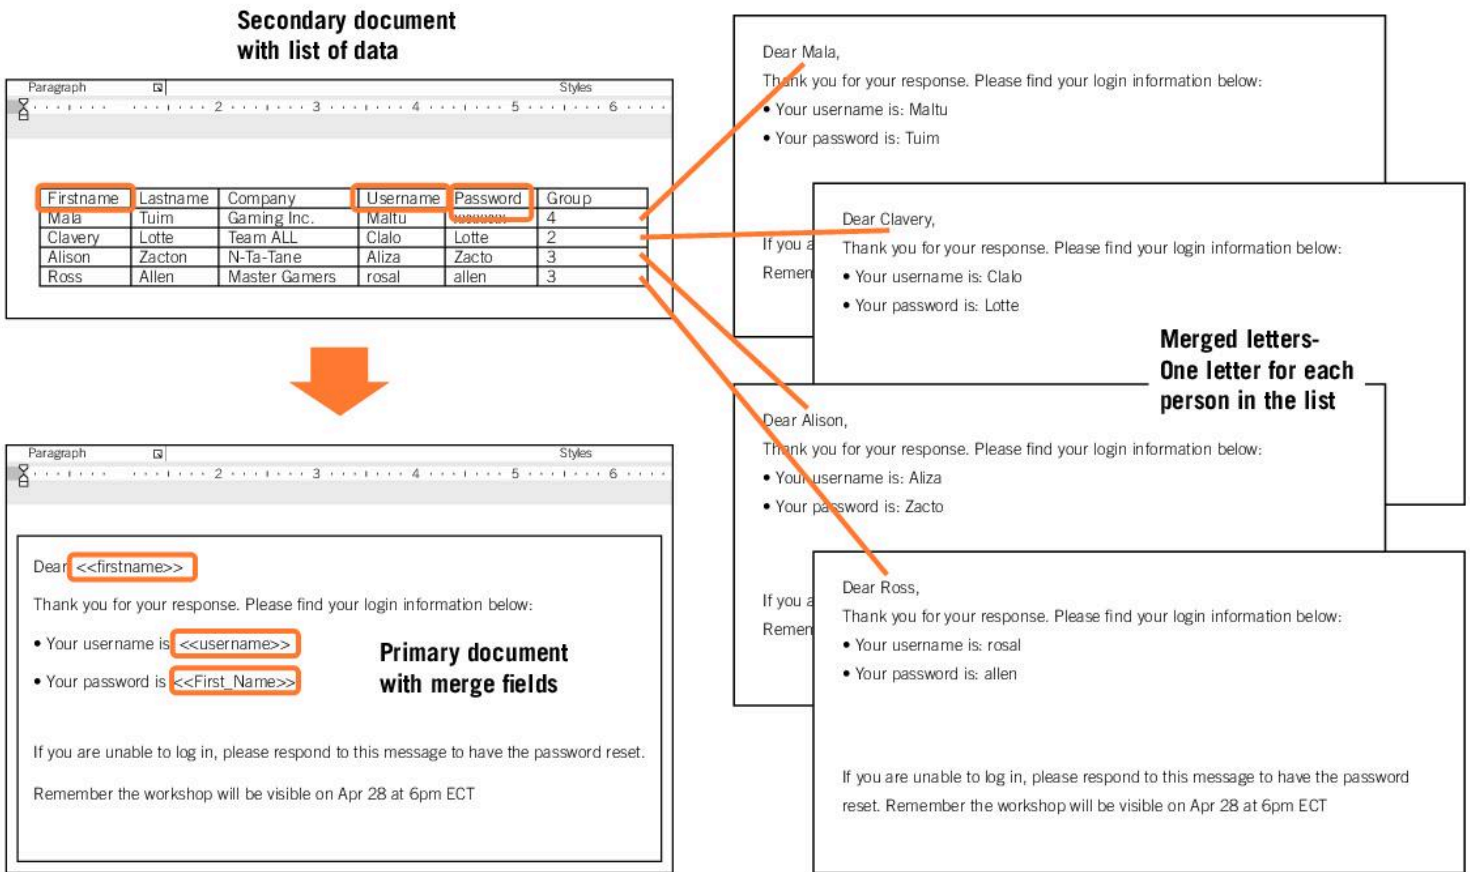 Secondary document
with list of data
Paragraph Styles
2 3 4 5 6
Firstname Lastname Company Username Password Group
Mala Tuim Gaming Inc. Maltu 4
Clavery Lotte Team ALL Clalo Lotte 2
Alison Zacton N-Ta-Tane Aliza Zacto 3
Ross Allen Master Gamers rosal allen 3
Paragraph Styles
2 3 4 5 6
Dear <<firstname>>
Thank you for your response. Please find your login information below:
• Your username is <<username>>
• Your password is <<First_Name>>
Primary document
with merge fields
If you are unable to log in, please respond to this message to have the password reset.
Remember the workshop will be visible on Apr 28 at 6pm ECT
Dear Mala,
Thank you for your response. Please find your login information below:
• Your username is: Maltu
• Your password is: Tuim
If you a
Remem
Dear Clavery,
Thank you for your response. Please find your login information below:
• Your username is: Clalo
• Your password is: Lotte
Merged letters-
One letter for each
person in the list
Dear Alison,
Thank you for your response. Please find your login information below:
• Your username is: Aliza
• Your password is: Zacto
If you a
Remem
Dear Ross,
Thank you for your response. Please find your login information below:
• Your username is: rosal
• Your password is: allen
If you are unable to log in, please respond to this message to have the password
reset. Remember the workshop will be visible on Apr 28 at 6pm ECT